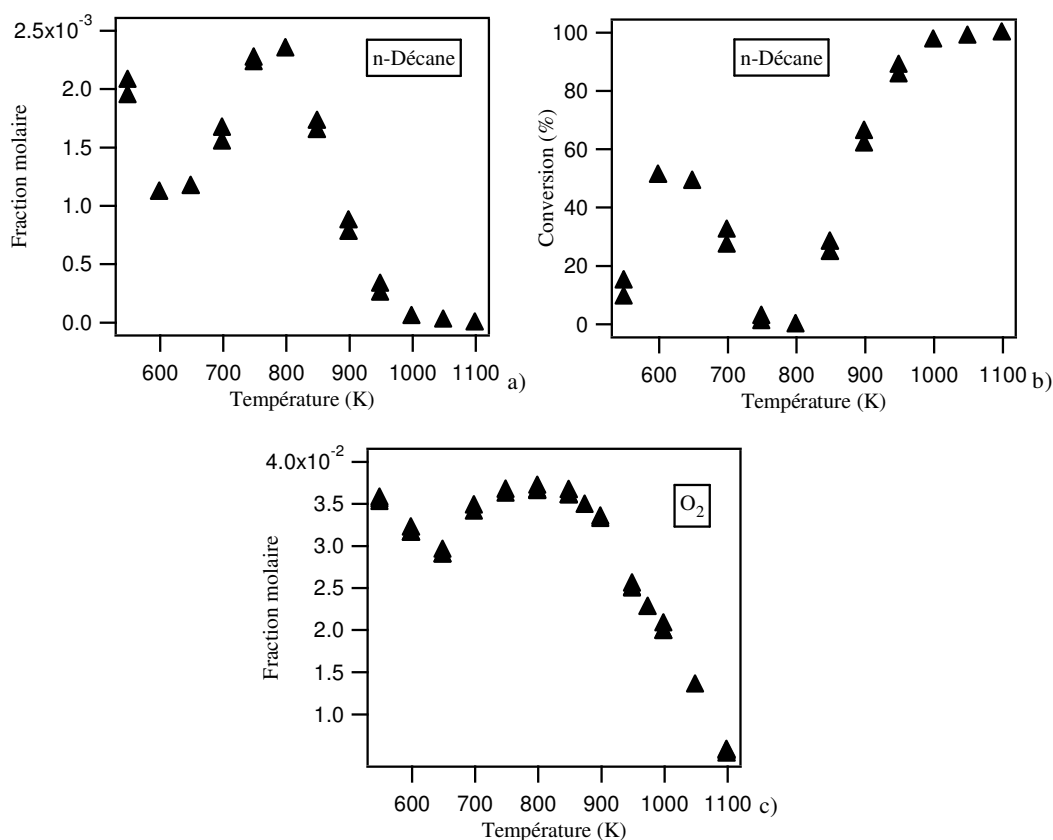 2.5x10-3
2.0
1.5
1.0
0.5
0.0
Fraction molaire
n-Décane
600 700 800 900 1000 1100
Température (K)
a)
100
80
60
40
20
0
Conversion (%)
n-Décane
600 700 800 900 1000 1100
Température (K)
b)
4.0x10-2
3.5
3.0
2.5
2.0
1.5
1.0
Fraction molaire
O2
600 700 800 900 1000 1100
Température (K)
c)